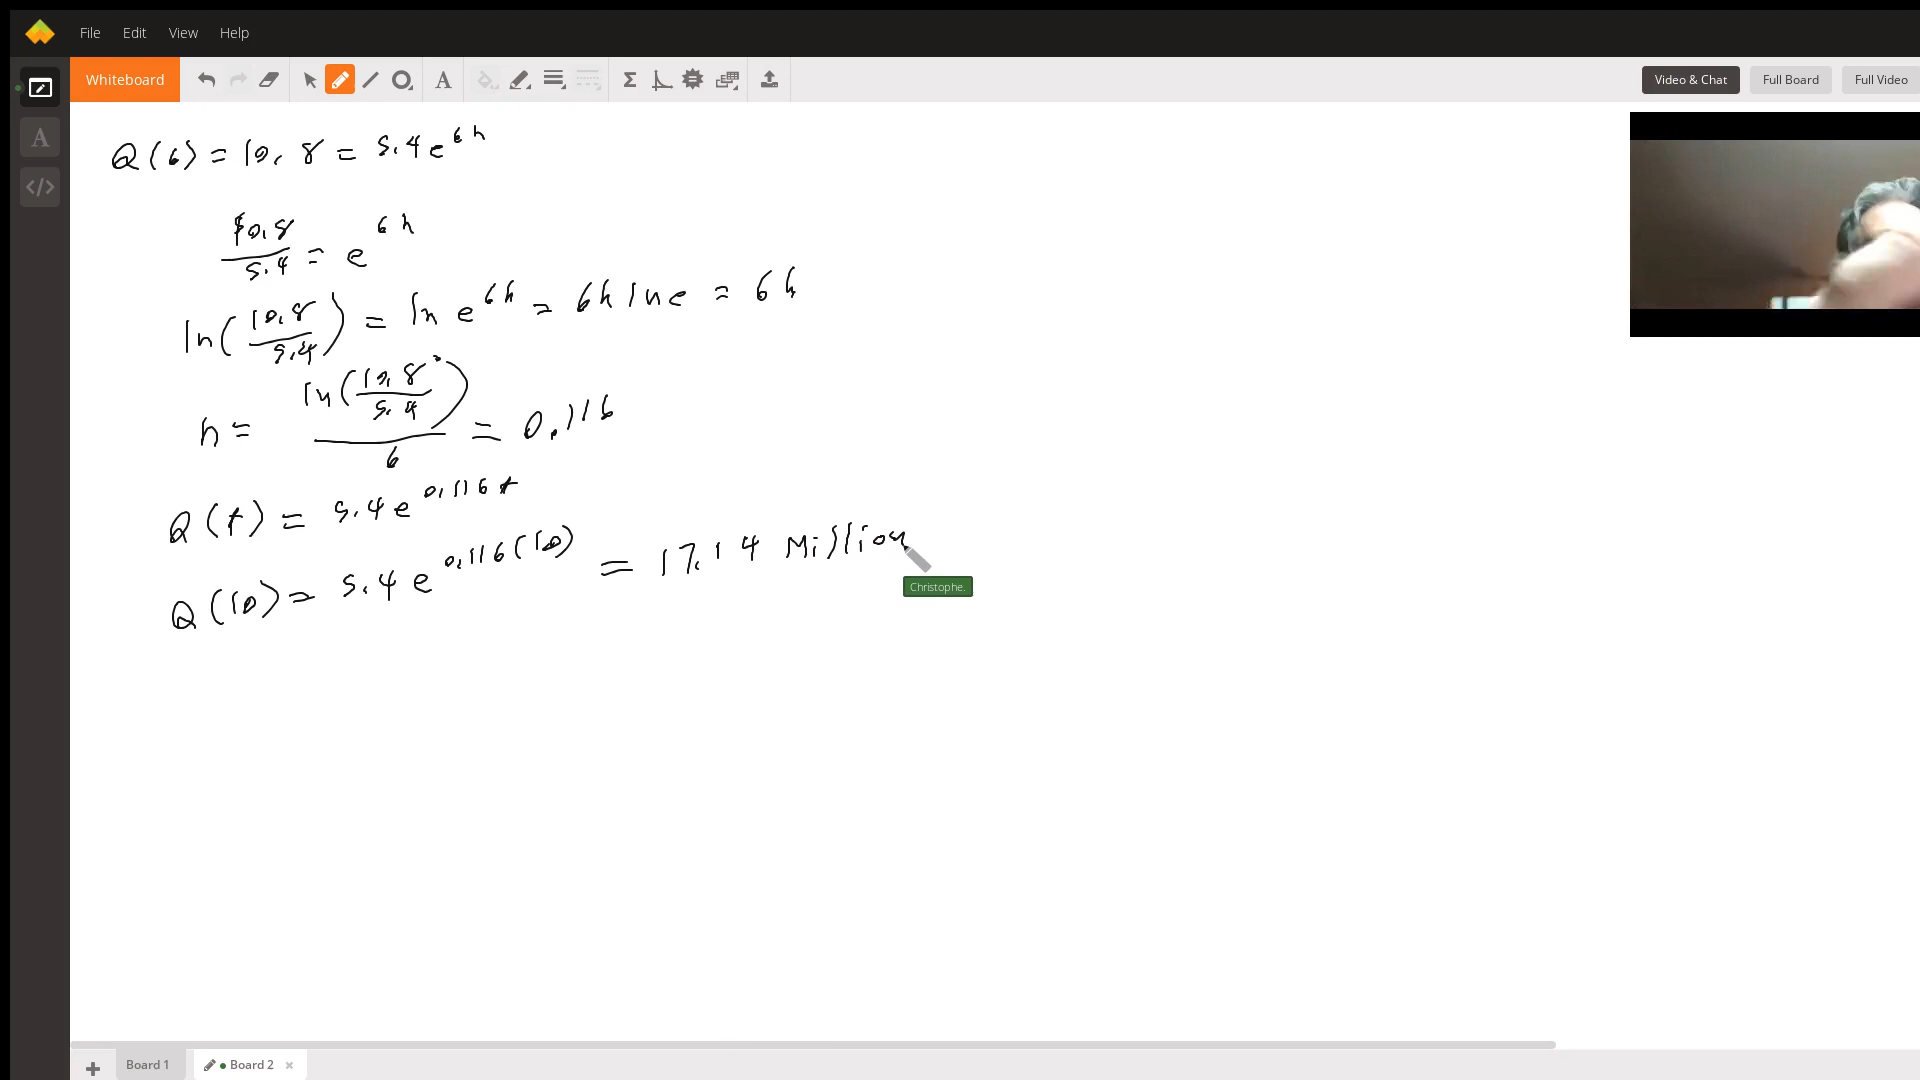 File Edit View Help
Whiteboard A Σ Video & Chat Full Board Full Video
A
</>
Q(6) = 10.8 = 5.4e^6h
10.8/5.4 = e^6h
ln(10.8/5.4) = ln e^6h = 6h ln e = 6h
h = ln(10.8/5.4)/6 = 0.116
Q(t) = 5.4e^0.116t
Q(10) = 5.4e^0.116(10) = 17.14 Million
Christophe.
+ Board 1 Board 2 ×